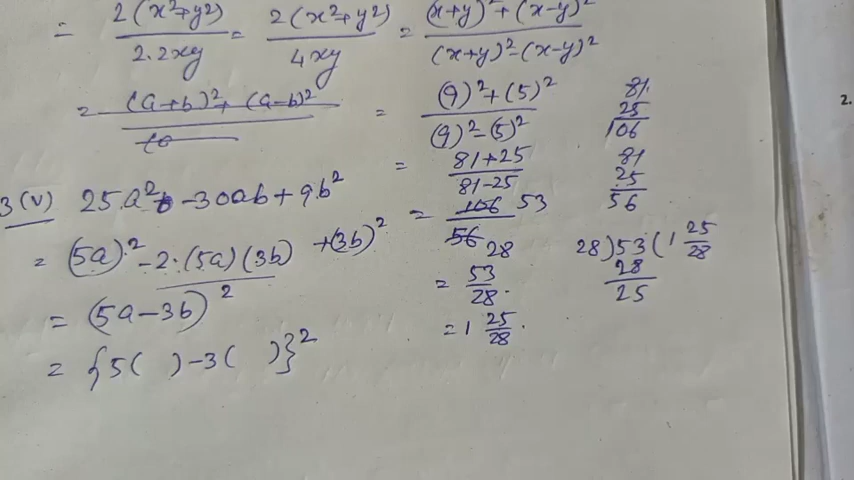 = 2(x²+y²)/2.2xy = 2(x²+y²)/4xy = (x+y)²+(x-y)²/(x+y)²-(x-y)²
= (a+b)²+(a-b)²/
= (9)²+(5)²/(9)²-(5)²
= 81+25/81-25
= 106 53/56 28
= 53/28.
= 1 25/28.
81
25
106
81
25
56
28)53(1 25/28
28
25
3(v) 25a²-30ab+9b²
= (5a)²-2.(5a)(3b)+(3b)²
= (5a-3b)²
= {5( )-3( )}²
2.